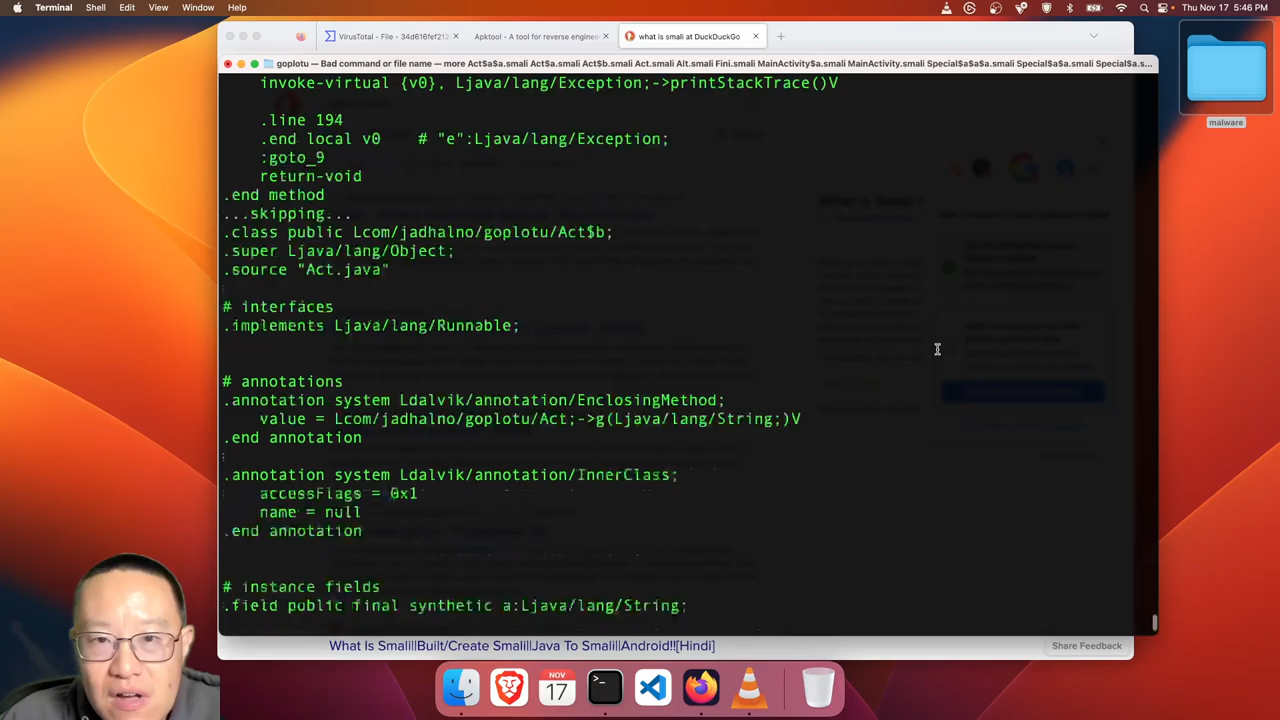 Terminal Shell Edit View Window Help Thu Nov 17 5:46 PM
VirusTotal - File - 34d616fef212 Apktool - A tool for reverse enginee what is smali at DuckDuckGo
goplotu — Bad command or file name — more Act$a$a.smali Act$a.smali Act$b.smali Act.smali Alt.smali Fini.smali MainActivity$a.smali MainActivity.smali Special$a$a$a.smali Special$a$a.smali Special$a.s...
invoke-virtual {v0}, Ljava/lang/Exception;->printStackTrace()V
.line 194
.end local v0    # "e":Ljava/lang/Exception;
:goto_9
return-void
.end method
...skipping...
.class public Lcom/jadhalno/goplotu/Act$b;
.super Ljava/lang/Object;
.source "Act.java"
# interfaces
.implements Ljava/lang/Runnable;
# annotations
.annotation system Ldalvik/annotation/EnclosingMethod;
value = Lcom/jadhalno/goplotu/Act;->g(Ljava/lang/String;)V
.end annotation
.annotation system Ldalvik/annotation/InnerClass;
accessFlags = 0x1
name = null
.end annotation
# instance fields
.field public final synthetic a:Ljava/lang/String;
What Is Smali||Built/Create Smali||Java To Smali||Android!![Hindi]
Share Feedback
malware
NOV
17